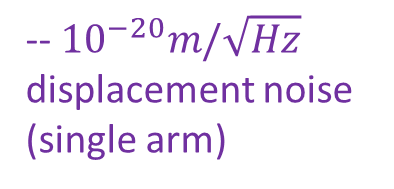 -- 10⁻²⁰m/√Hz
displacement noise
(single arm)